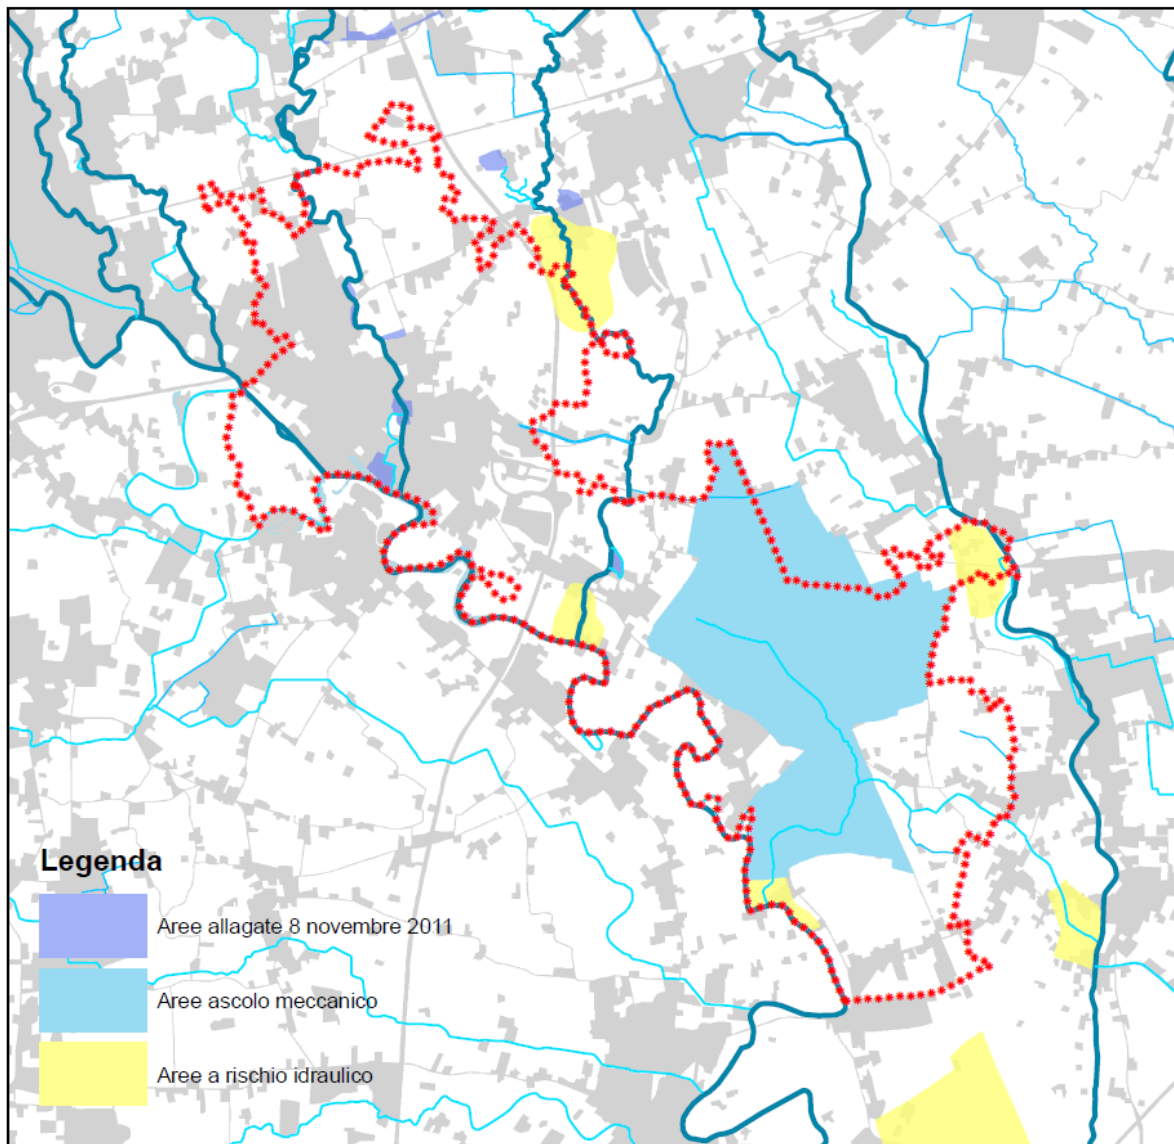 Legenda
Aree allagate 8 novembre 2011
Aree ascolo meccanico
Aree a rischio idraulico